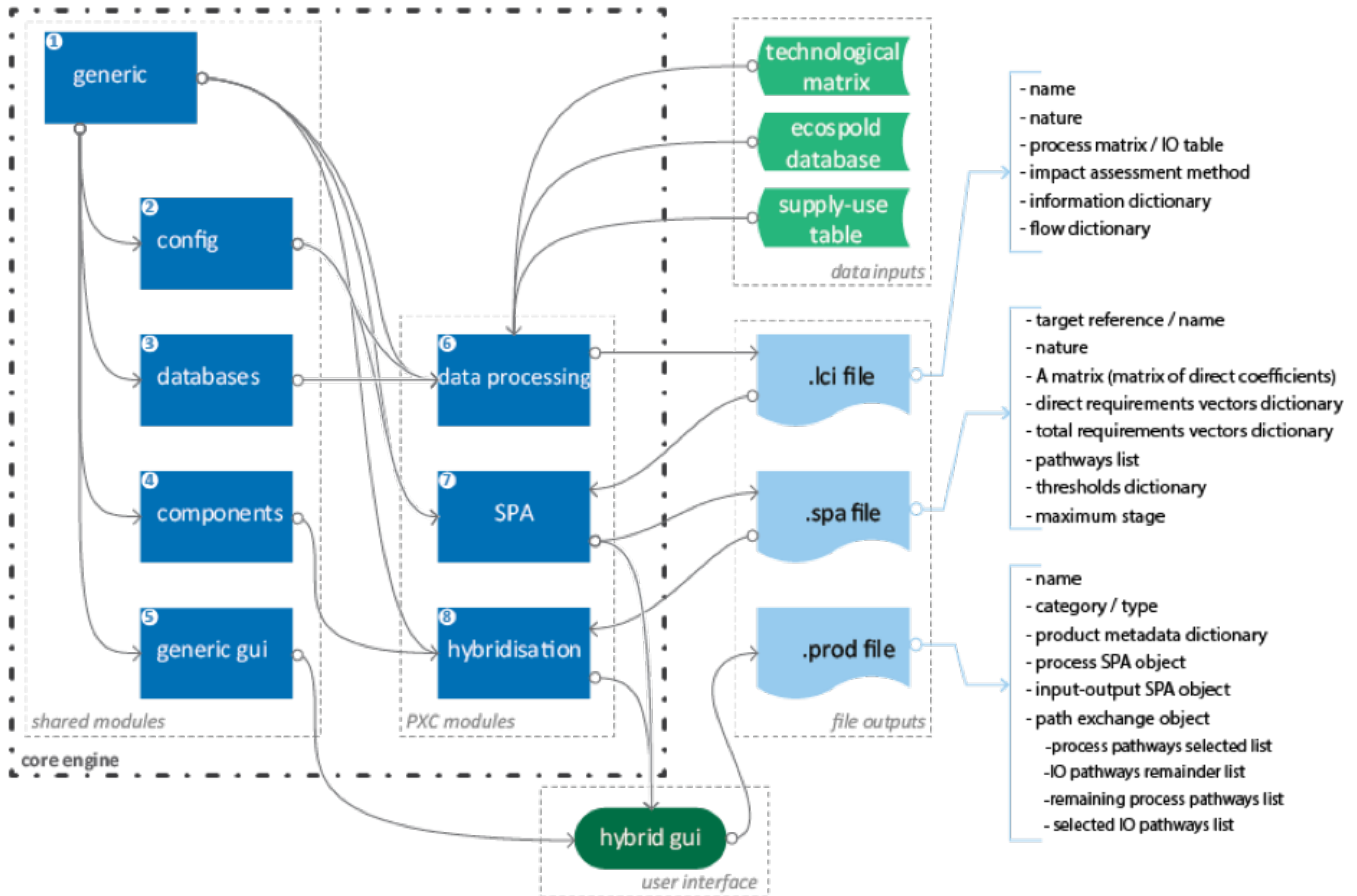 1
generic
2
config
3
databases
4
components
5
generic gui
shared modules
core engine
6
data processing
7
SPA
8
hybridisation
PXC modules
technological
matrix
ecospold
database
supply-use
table
data inputs
.lci file
.spa file
.prod file
file outputs
hybrid gui
user interface
- name
- nature
- process matrix / IO table
- impact assessment method
- information dictionary
- flow dictionary
- target reference / name
- nature
- A matrix (matrix of direct coefficients)
- direct requirements vectors dictionary
- total requirements vectors dictionary
- pathways list
- thresholds dictionary
- maximum stage
- name
- category / type
- product metadata dictionary
- process SPA object
- input-output SPA object
- path exchange object
-process pathways selected list
-IO pathways remainder list
-remaining process pathways list
- selected IO pathways list